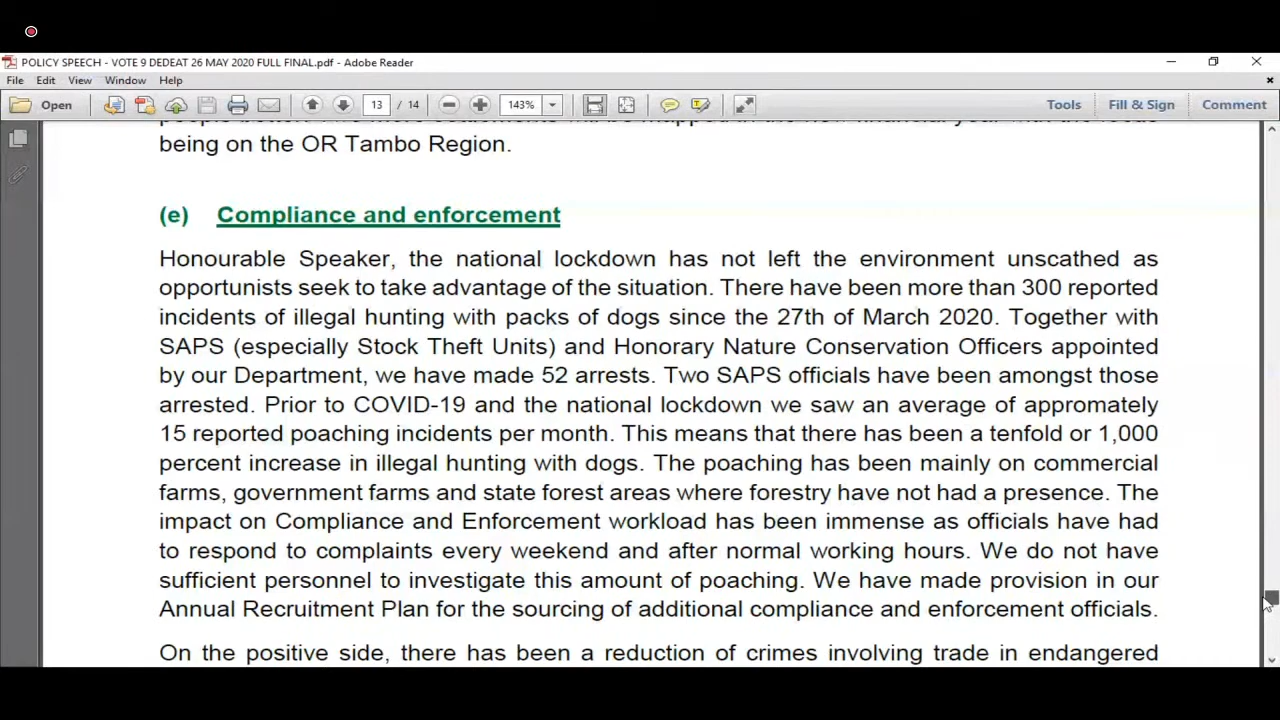 POLICY SPEECH - VOTE 9 DEDEAT 26 MAY 2020 FULL FINAL.pdf - Adobe Reader
File Edit View Window Help
Open 13 / 14 143% Tools Fill & Sign Comment
being on the OR Tambo Region.
(e) Compliance and enforcement
Honourable Speaker, the national lockdown has not left the environment unscathed as
opportunists seek to take advantage of the situation. There have been more than 300 reported
incidents of illegal hunting with packs of dogs since the 27th of March 2020. Together with
SAPS (especially Stock Theft Units) and Honorary Nature Conservation Officers appointed
by our Department, we have made 52 arrests. Two SAPS officials have been amongst those
arrested. Prior to COVID-19 and the national lockdown we saw an average of appromately
15 reported poaching incidents per month. This means that there has been a tenfold or 1,000
percent increase in illegal hunting with dogs. The poaching has been mainly on commercial
farms, government farms and state forest areas where forestry have not had a presence. The
impact on Compliance and Enforcement workload has been immense as officials have had
to respond to complaints every weekend and after normal working hours. We do not have
sufficient personnel to investigate this amount of poaching. We have made provision in our
Annual Recruitment Plan for the sourcing of additional compliance and enforcement officials.
On the positive side, there has been a reduction of crimes involving trade in endangered